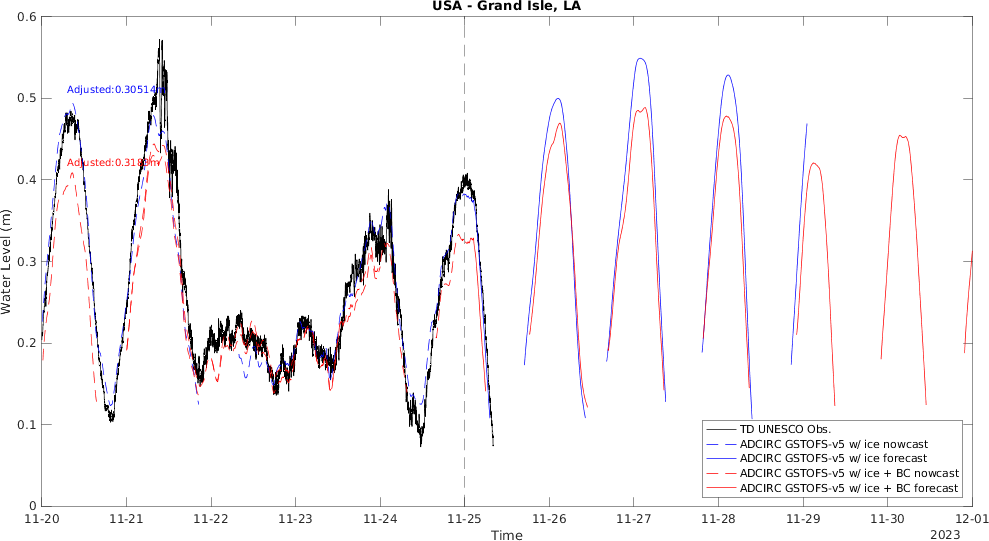 USA - Grand Isle, LA
0.6
0.5
0.4
0.3
0.2
0.1
0
Water Level (m)
Adjusted:0.30514m
TD UNESCO Obs.
ADCIRC GSTOFS-v5 w/ ice nowcast
ADCIRC GSTOFS-v5 w/ ice forecast
ADCIRC GSTOFS-v5 w/ ice + BC nowcast
ADCIRC GSTOFS-v5 w/ ice + BC forecast
11-20
11-21
11-22
11-23
11-24
11-25
11-26
11-27
11-28
11-29
11-30
12-01
Time
2023